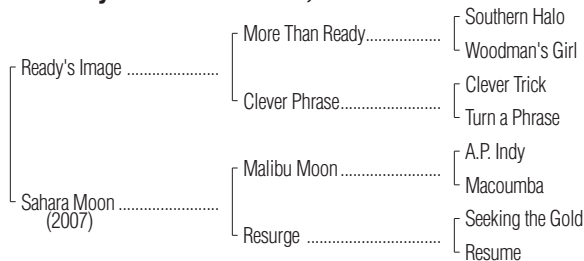 Southern Halo
More Than Ready
Woodman's Girl
Ready's Image
Clever Trick
Clever Phrase
Turn a Phrase
A.P. Indy
Malibu Moon
Macoumba
Sahara Moon
(2007)
Seeking the Gold
Resurge
Resume